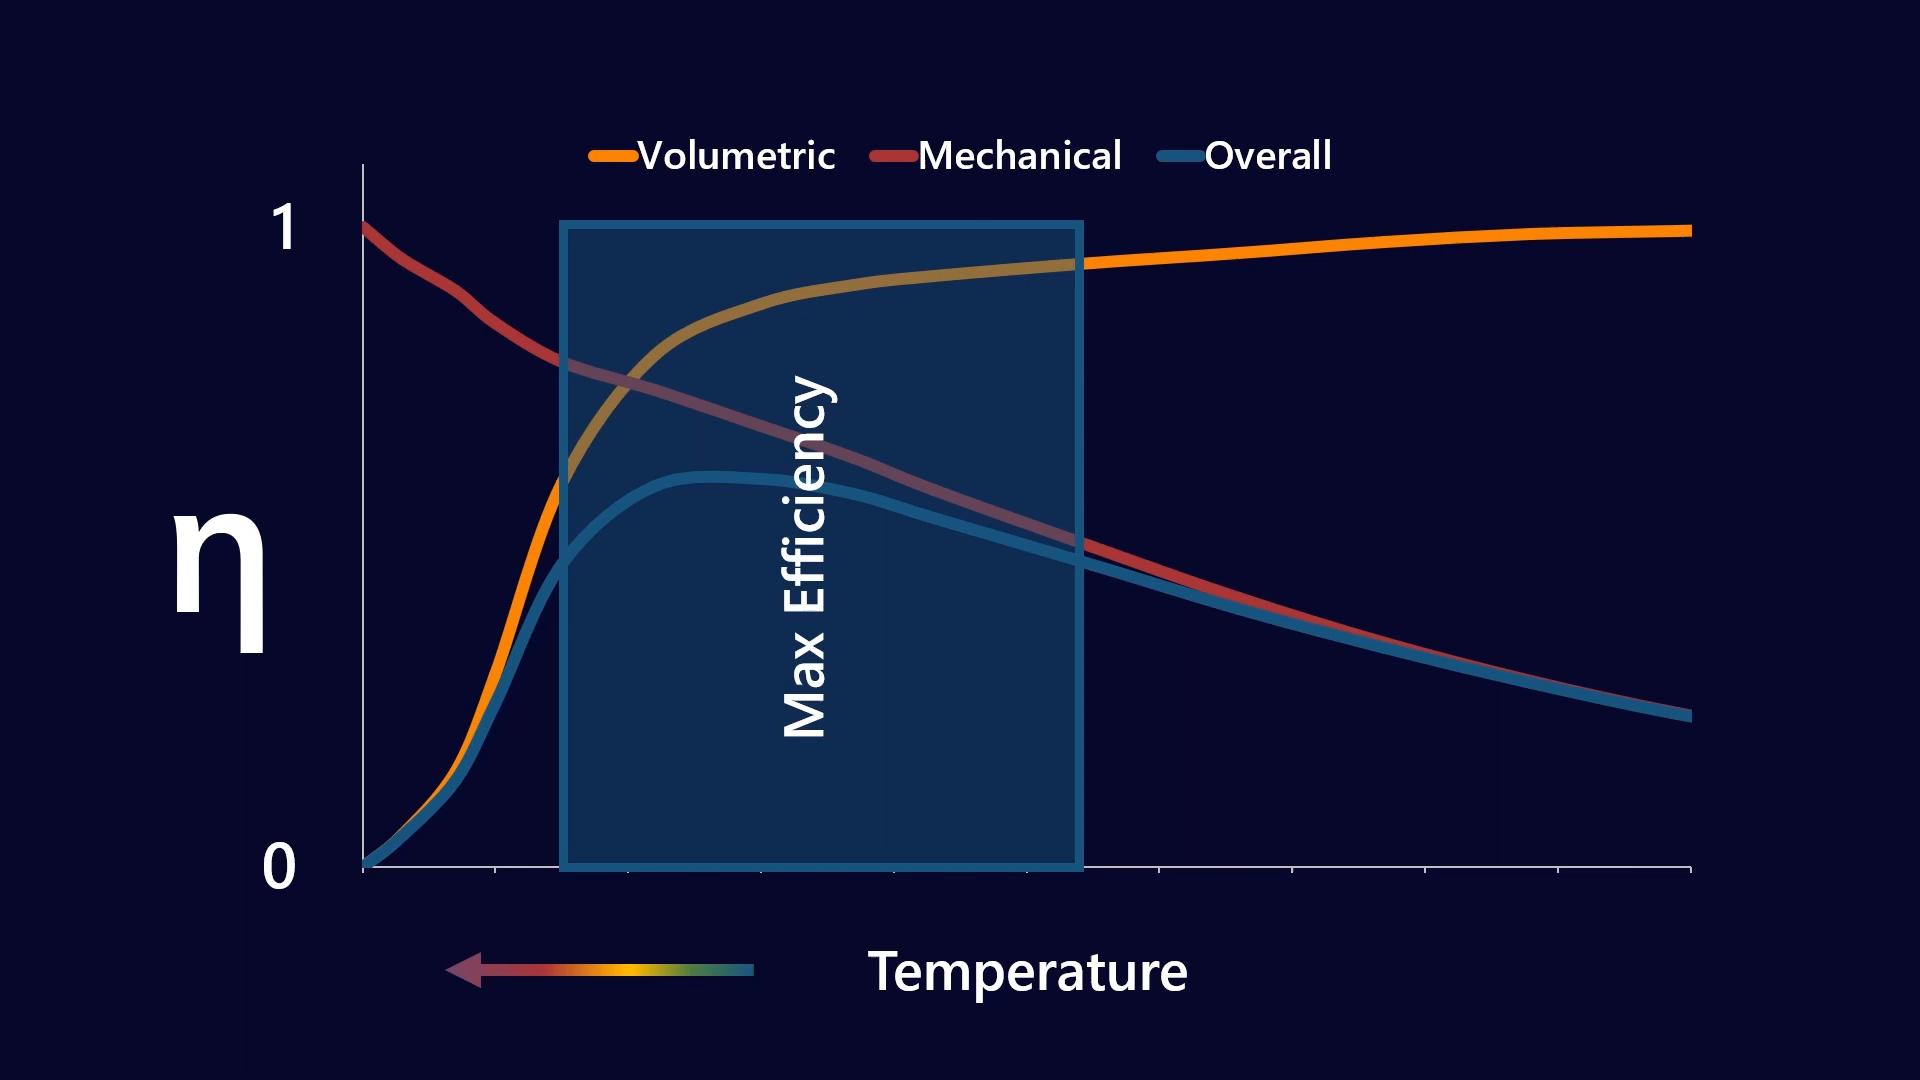 Volumetric Mechanical Overall
1
η
Max Efficiency
0
Temperature